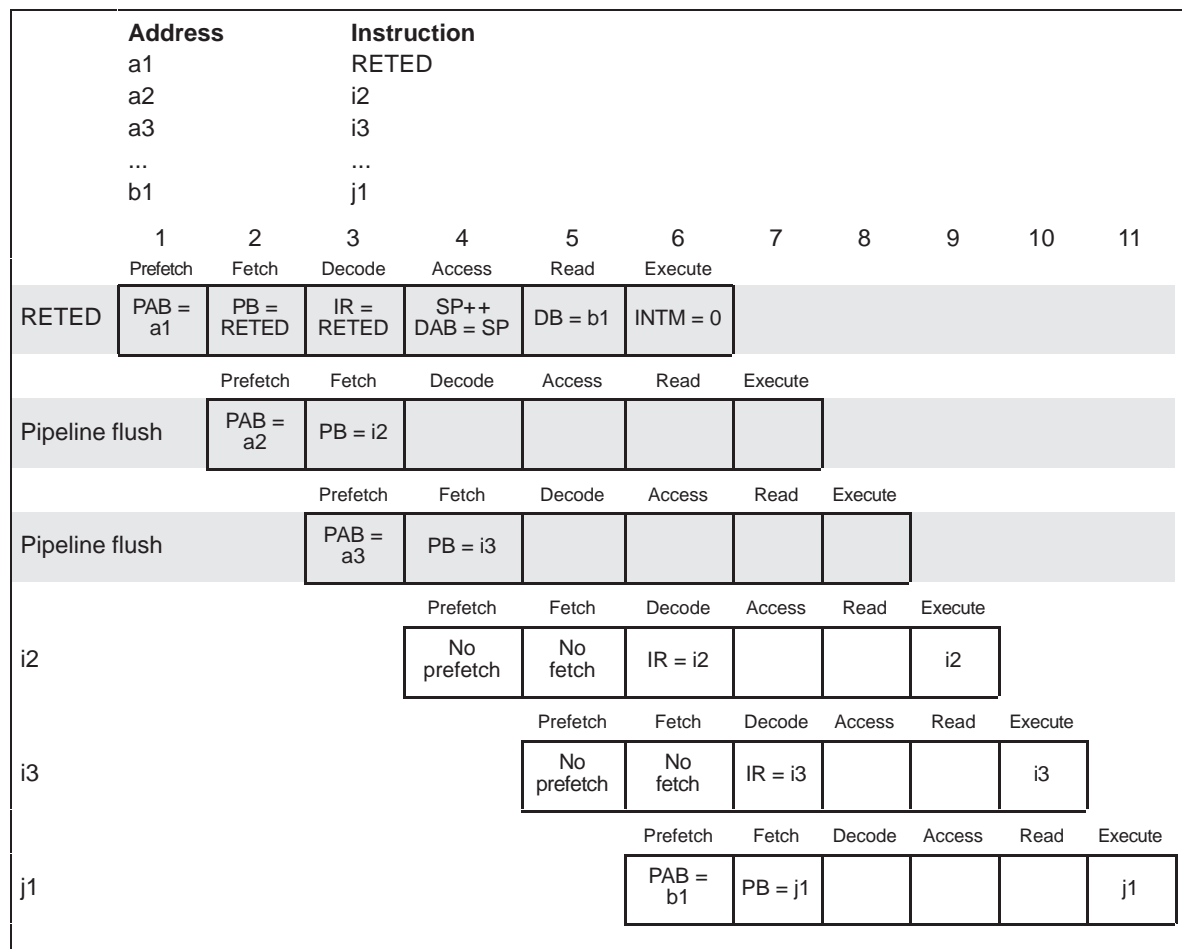 Address Instruction
a1 RETED
a2 i2
a3 i3
... ...
b1 j1
1 2 3 4 5 6 7 8 9 10 11
Prefetch Fetch Decode Access Read Execute
RETED PAB = a1 PB = RETED IR = RETED SP++ DAB = SP DB = b1 INTM = 0
Prefetch Fetch Decode Access Read Execute
Pipeline flush PAB = a2 PB = i2
Prefetch Fetch Decode Access Read Execute
Pipeline flush PAB = a3 PB = i3
Prefetch Fetch Decode Access Read Execute
i2 No prefetch No fetch IR = i2 i2
Prefetch Fetch Decode Access Read Execute
i3 No prefetch No fetch IR = i3 i3
Prefetch Fetch Decode Access Read Execute
j1 PAB = b1 PB = j1 j1